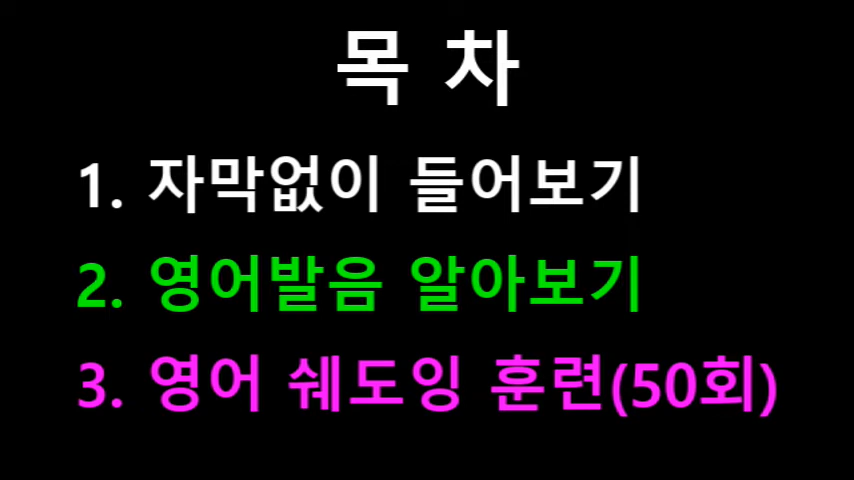 목 차
1. 자막없이 들어보기
2. 영어발음 알아보기
3. 영어 쉐도잉 훈련(50회)